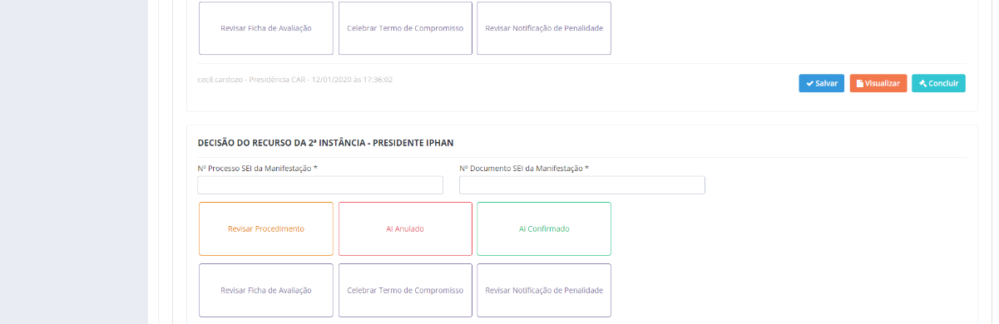 Revisar Ficha de Avaliação
Celebrar Termo de Compromisso
Revisar Notificação de Penalidade
cecil.cardozo - Presidência CAR - 12/01/2020 às 17:36:02
Salvar
Visualizar
Concluir
DECISÃO DO RECURSO DA 2ª INSTÂNCIA - PRESIDENTE IPHAN
Nº Processo SEI da Manifestação *
Nº Documento SEI da Manifestação *
Revisar Procedimento
AI Anulado
AI Confirmado
Revisar Ficha de Avaliação
Celebrar Termo de Compromisso
Revisar Notificação de Penalidade